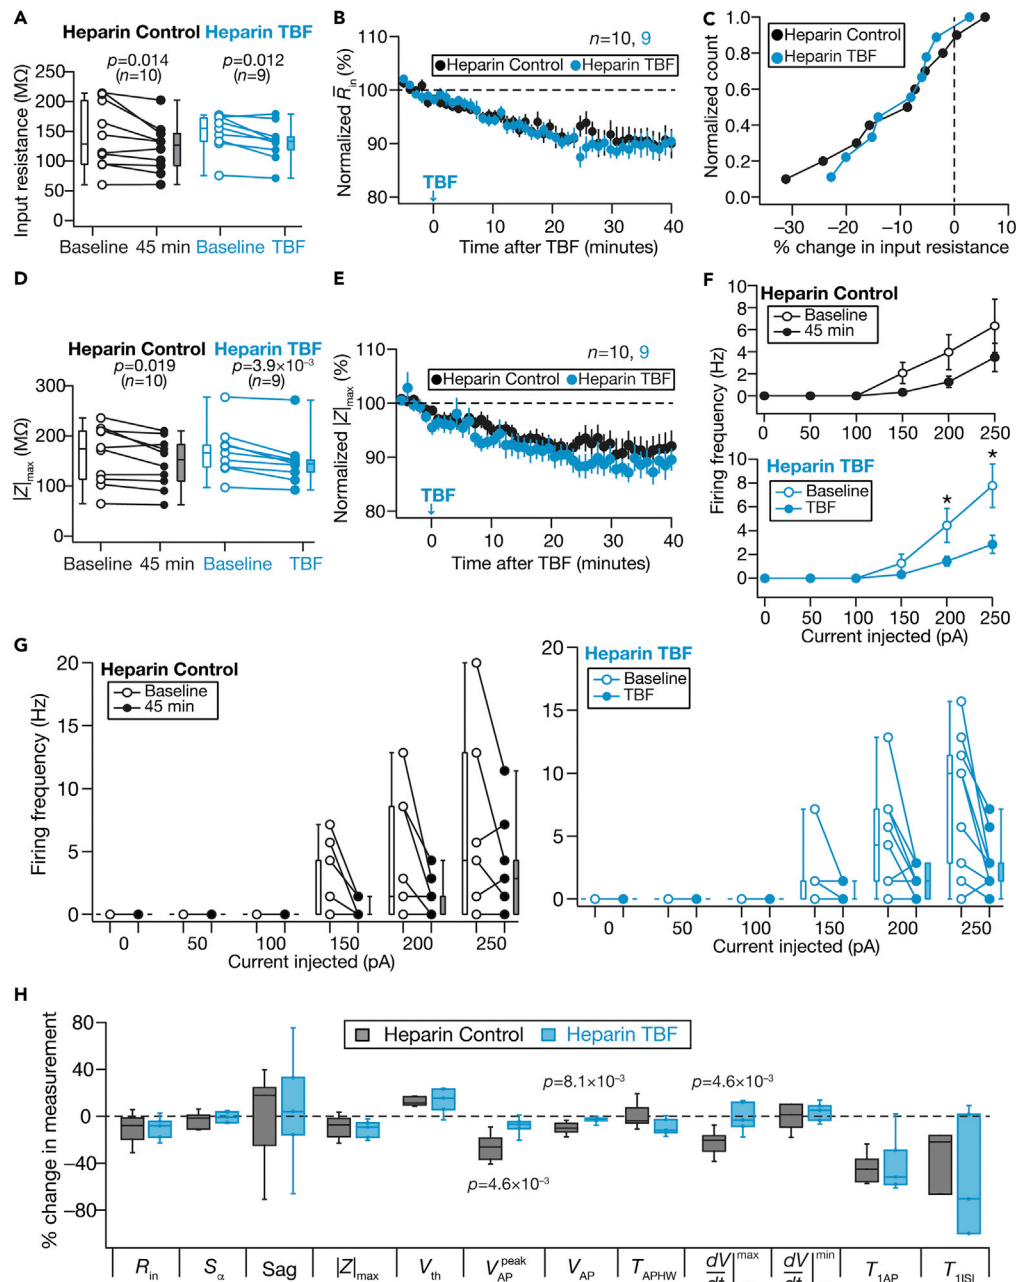 A
Heparin Control Heparin TBF
p=0.014 p=0.012
(n=10) (n=9)
Input resistance (MΩ)
250
200
150
100
50
0
Baseline 45 min Baseline TBF
B
n=10, 9
Heparin Control Heparin TBF
Normalized R̅in (%)
110
100
90
80
TBF
0 10 20 30 40
Time after TBF (minutes)
C
Heparin Control
Heparin TBF
Normalized count
1.0
0.8
0.6
0.4
0.2
0.0
−30 −20 −10 0
% change in input resistance
D
Heparin Control Heparin TBF
p=0.019 p=3.9×10−3
(n=10) (n=9)
|Z|max (MΩ)
300
200
100
0
Baseline 45 min Baseline TBF
E
n=10, 9
Heparin Control Heparin TBF
Normalized |Z|max (%)
110
100
90
80
TBF
0 10 20 30 40
Time after TBF (minutes)
F
Heparin Control
Baseline
45 min
Firing frequency (Hz)
10
8
6
4
2
0
0 50 100 150 200 250
Heparin TBF
Baseline
TBF
* *
10
8
6
4
2
0
0 50 100 150 200 250
Current injected (pA)
G
Heparin Control
Baseline
45 min
Firing frequency (Hz)
20
15
10
5
0
0 50 100 150 200 250
Current injected (pA)
Heparin TBF
Baseline
TBF
20
15
10
5
0
0 50 100 150 200 250
Current injected (pA)
H
Heparin Control Heparin TBF
% change in measurement
80
40
0
−40
−80
p=4.6×10−3
p=8.1×10−3
p=4.6×10−3
Rin Sα Sag |Z|max Vth VAPpeak VAP TAPHW dV/dt|max dV/dt|min T1AP T1ISI